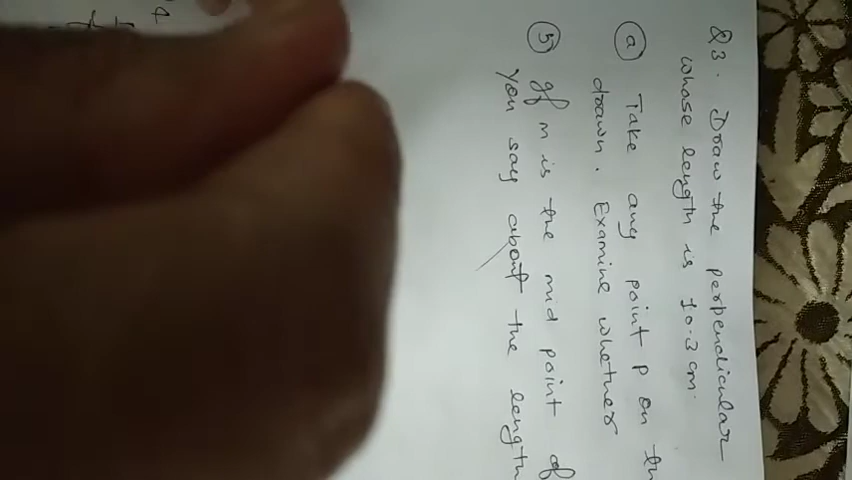 Q3. Draw the perpendicular
whose length is 10.3 cm.
(a) Take any point P on
drawn. Examine whether
(b) If M is the mid point of
you say about the length
4